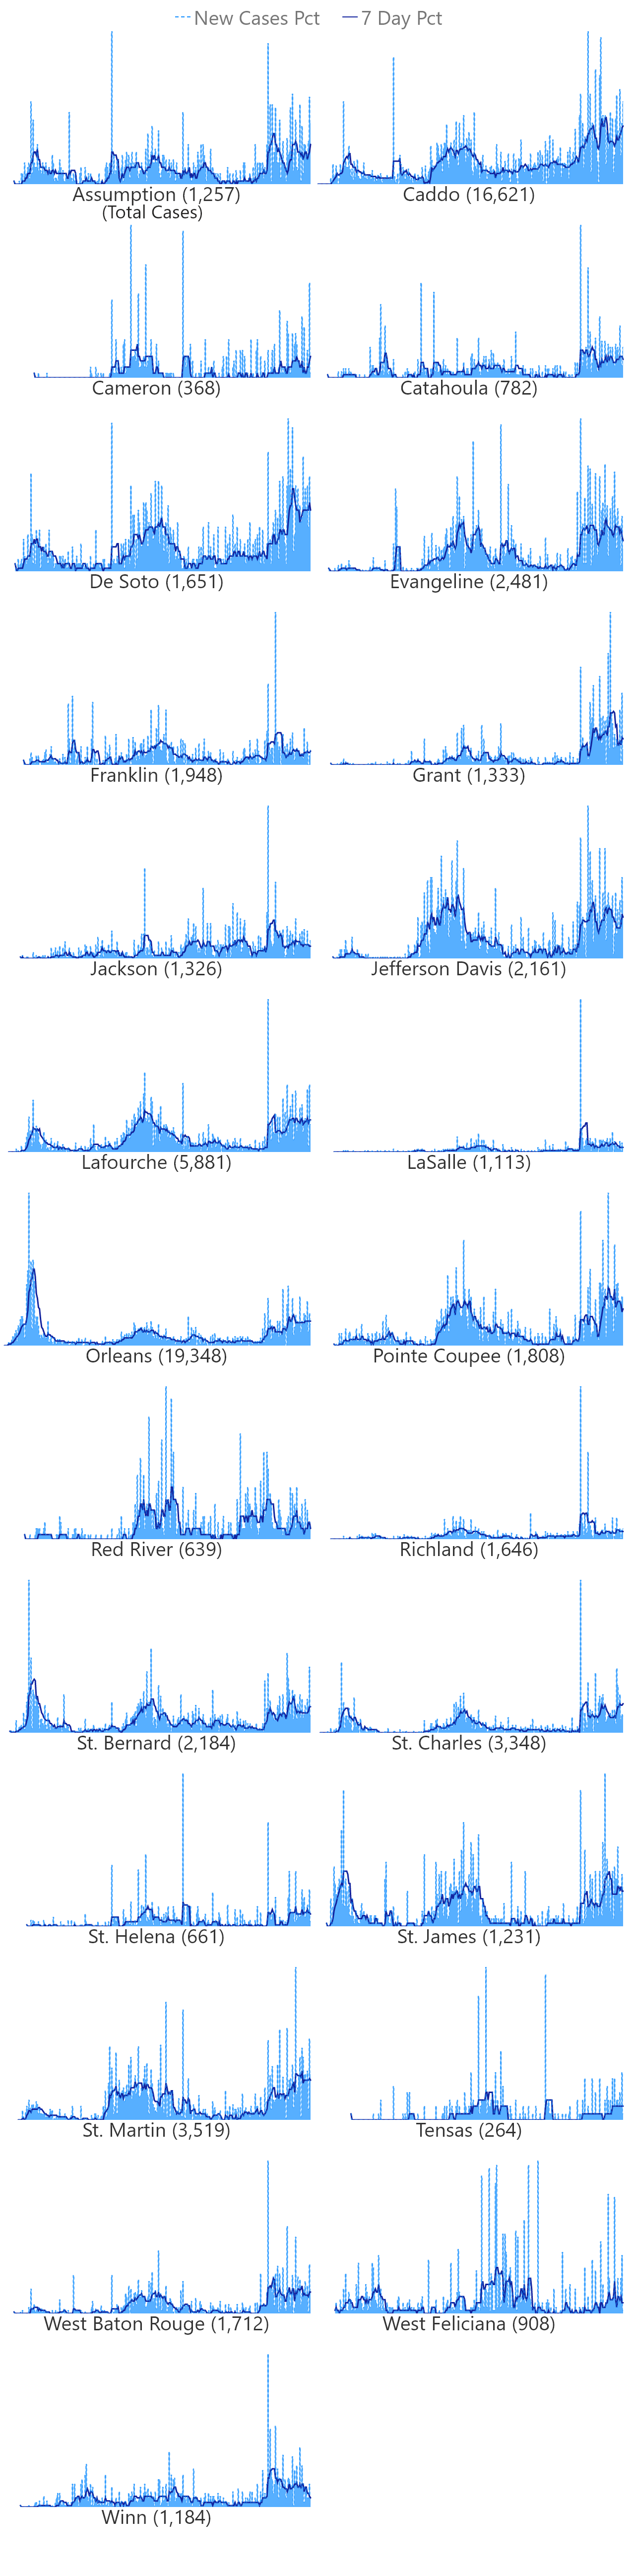 New Cases Pct 7 Day Pct
Assumption (1,257) Caddo (16,621)
(Total Cases)
Cameron (368) Catahoula (782)
De Soto (1,651) Evangeline (2,481)
Franklin (1,948) Grant (1,333)
Jackson (1,326) Jefferson Davis (2,161)
Lafourche (5,881) LaSalle (1,113)
Orleans (19,348) Pointe Coupee (1,808)
Red River (639) Richland (1,646)
St. Bernard (2,184) St. Charles (3,348)
St. Helena (661) St. James (1,231)
St. Martin (3,519) Tensas (264)
West Baton Rouge (1,712) West Feliciana (908)
Winn (1,184)